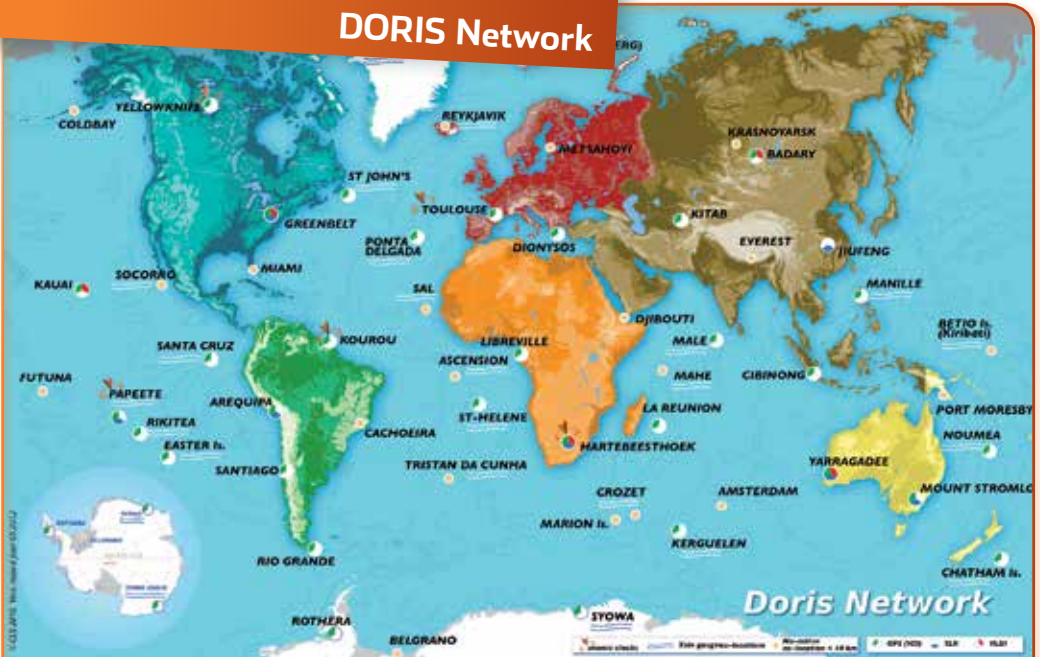 DORIS Network
ERG)
YELLOWKNIFE
COLDBAY
REYKJAVIK
METSAHOVI
KRASNOYARSK
BADARY
ST JOHN'S
GREENBELT
TOULOUSE
KITAB
PONTA
DELGADA
DIONYSOS
EVEREST
JIUFENG
SOCORRO
MIAMI
KAUAI
SAL
MANILLE
DJIBOUTI
BETIO Is.
(Kiribati)
SANTA CRUZ
KOUROU
LIBREVILLE
MALE
ASCENSION
MAHE
CIBINONG
FUTUNA
PAPEETE
AREQUIPA
RIKITEA
ST-HELENE
LA REUNION
PORT MORESBY
CACHOEIRA
NOUMEA
EASTER Is.
HARTEBEESTHOEK
SANTIAGO
TRISTAN DA CUNHA
YARRAGADEE
CROZET
AMSTERDAM
MOUNT STROMLO
MARION Is.
KERGUELEN
RIO GRANDE
CHATHAM Is.
Doris Network
ROTHERA
SYOWA
BELGRANO